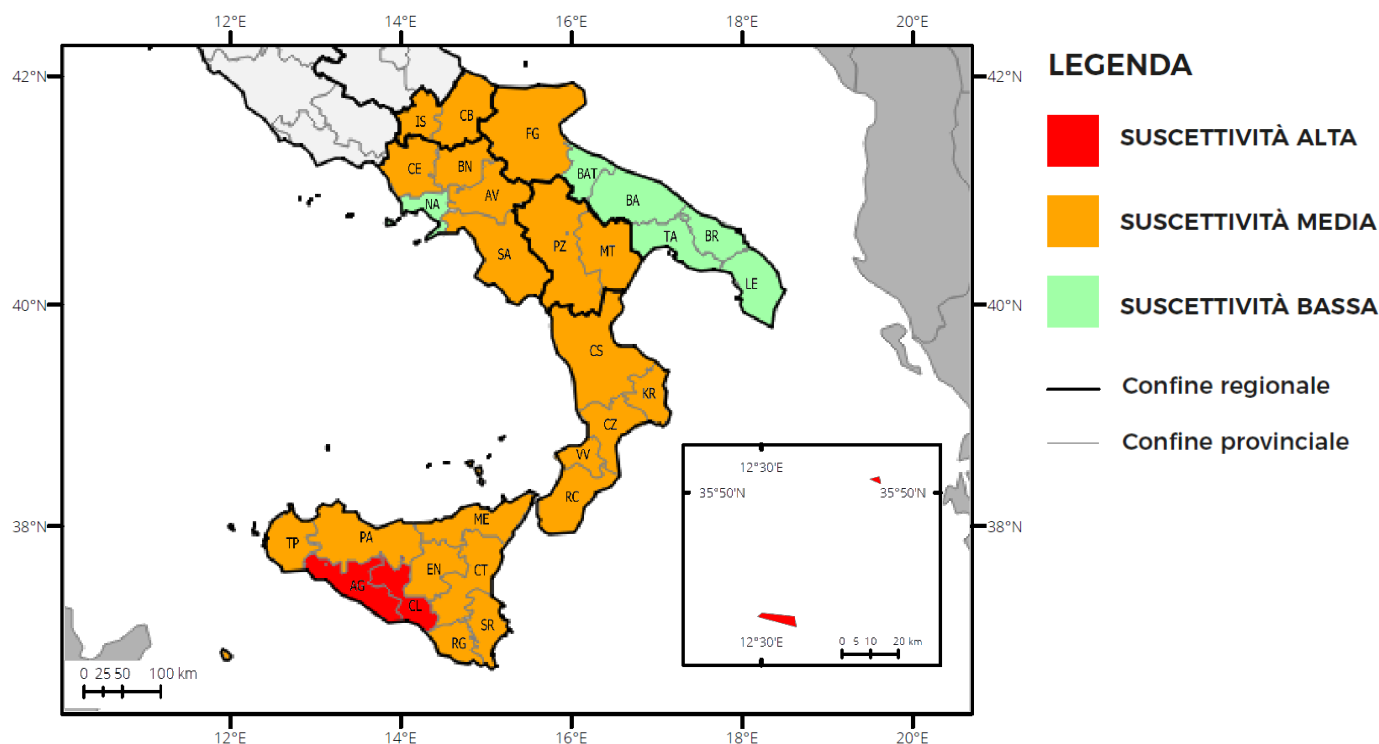 12°E 14°E 16°E 18°E 20°E
42°N 42°N
LEGENDA
SUSCETTIVITÀ ALTA
SUSCETTIVITÀ MEDIA
SUSCETTIVITÀ BASSA
Confine regionale
Confine provinciale
IS CB FG
CE BN BAT
NA AV BA
SA PZ MT TA BR
LE
40°N 40°N
CS
KR
CZ
VV
RC
38°N 38°N
TP PA ME
AG EN CT
CL
RG SR
12°30'E
35°50'N 35°50'N
12°30'E
0 5 10 20 km
0 25 50 100 km
12°E 14°E 16°E 18°E 20°E